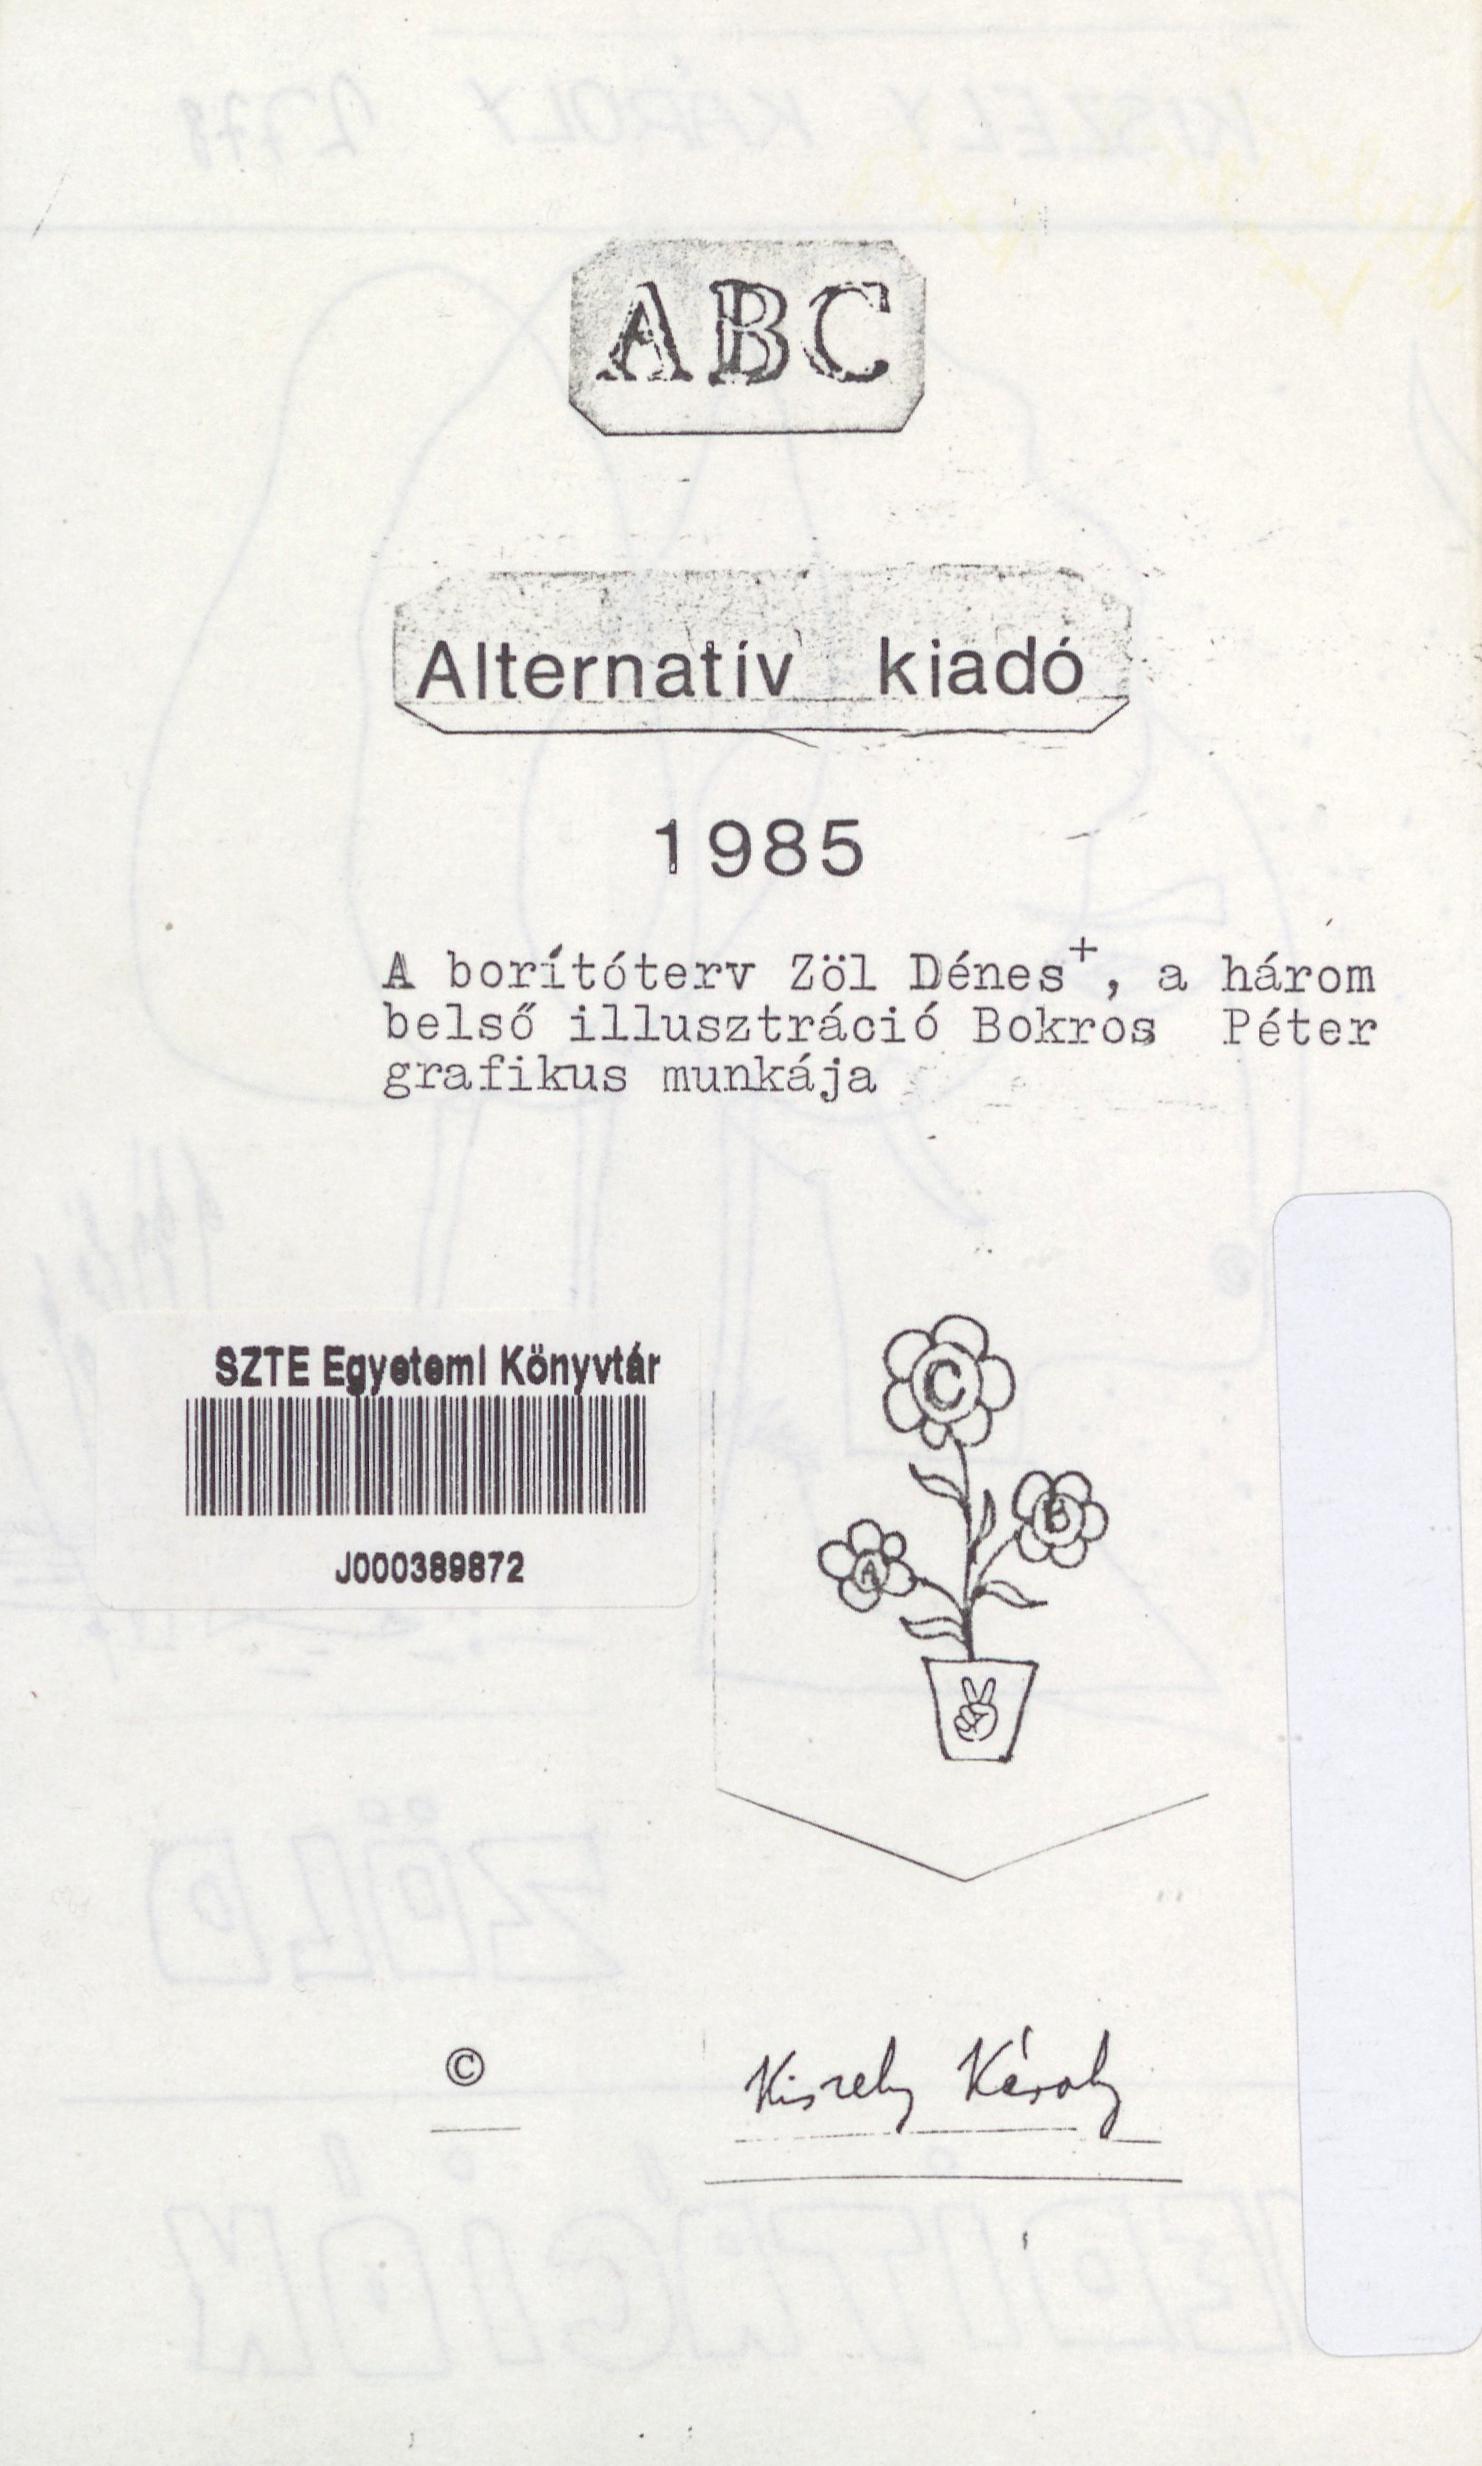 ABC
Alternatív kiadó
1985
A borítóterv Zöl Dénes⁺, a három
belső illusztráció Bokros Péter
grafikus munkája
SZTE Egyetemi Könyvtár
J000389872
C
B
A
© Kiszely Károly